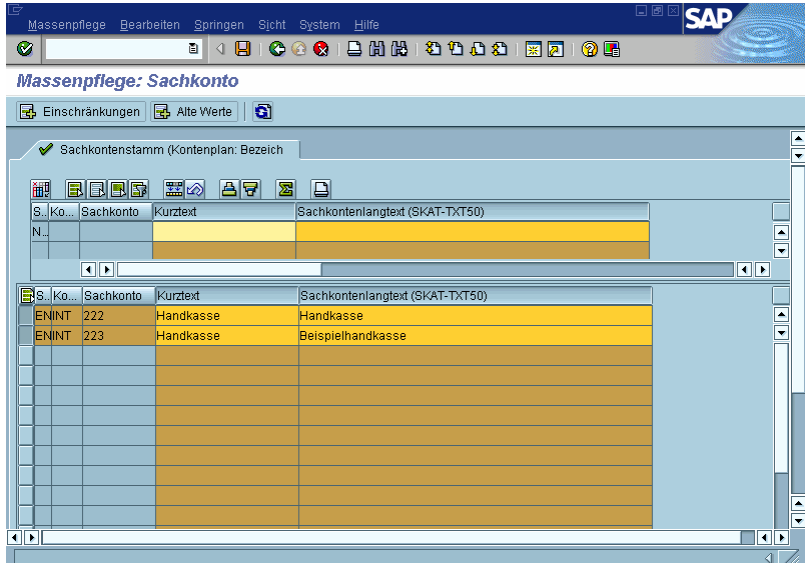 Massenpflege Bearbeiten Springen Sicht System Hilfe
SAP
Massenpflege: Sachkonto
Einschränkungen Alte Werte
Sachkontenstamm (Kontenplan: Bezeich
S.. Ko... Sachkonto Kurztext Sachkontenlangtext (SKAT-TXT50)
N..
S.. Ko... Sachkonto Kurztext Sachkontenlangtext (SKAT-TXT50)
EN INT 222 Handkasse Handkasse
EN INT 223 Handkasse Beispielhandkasse